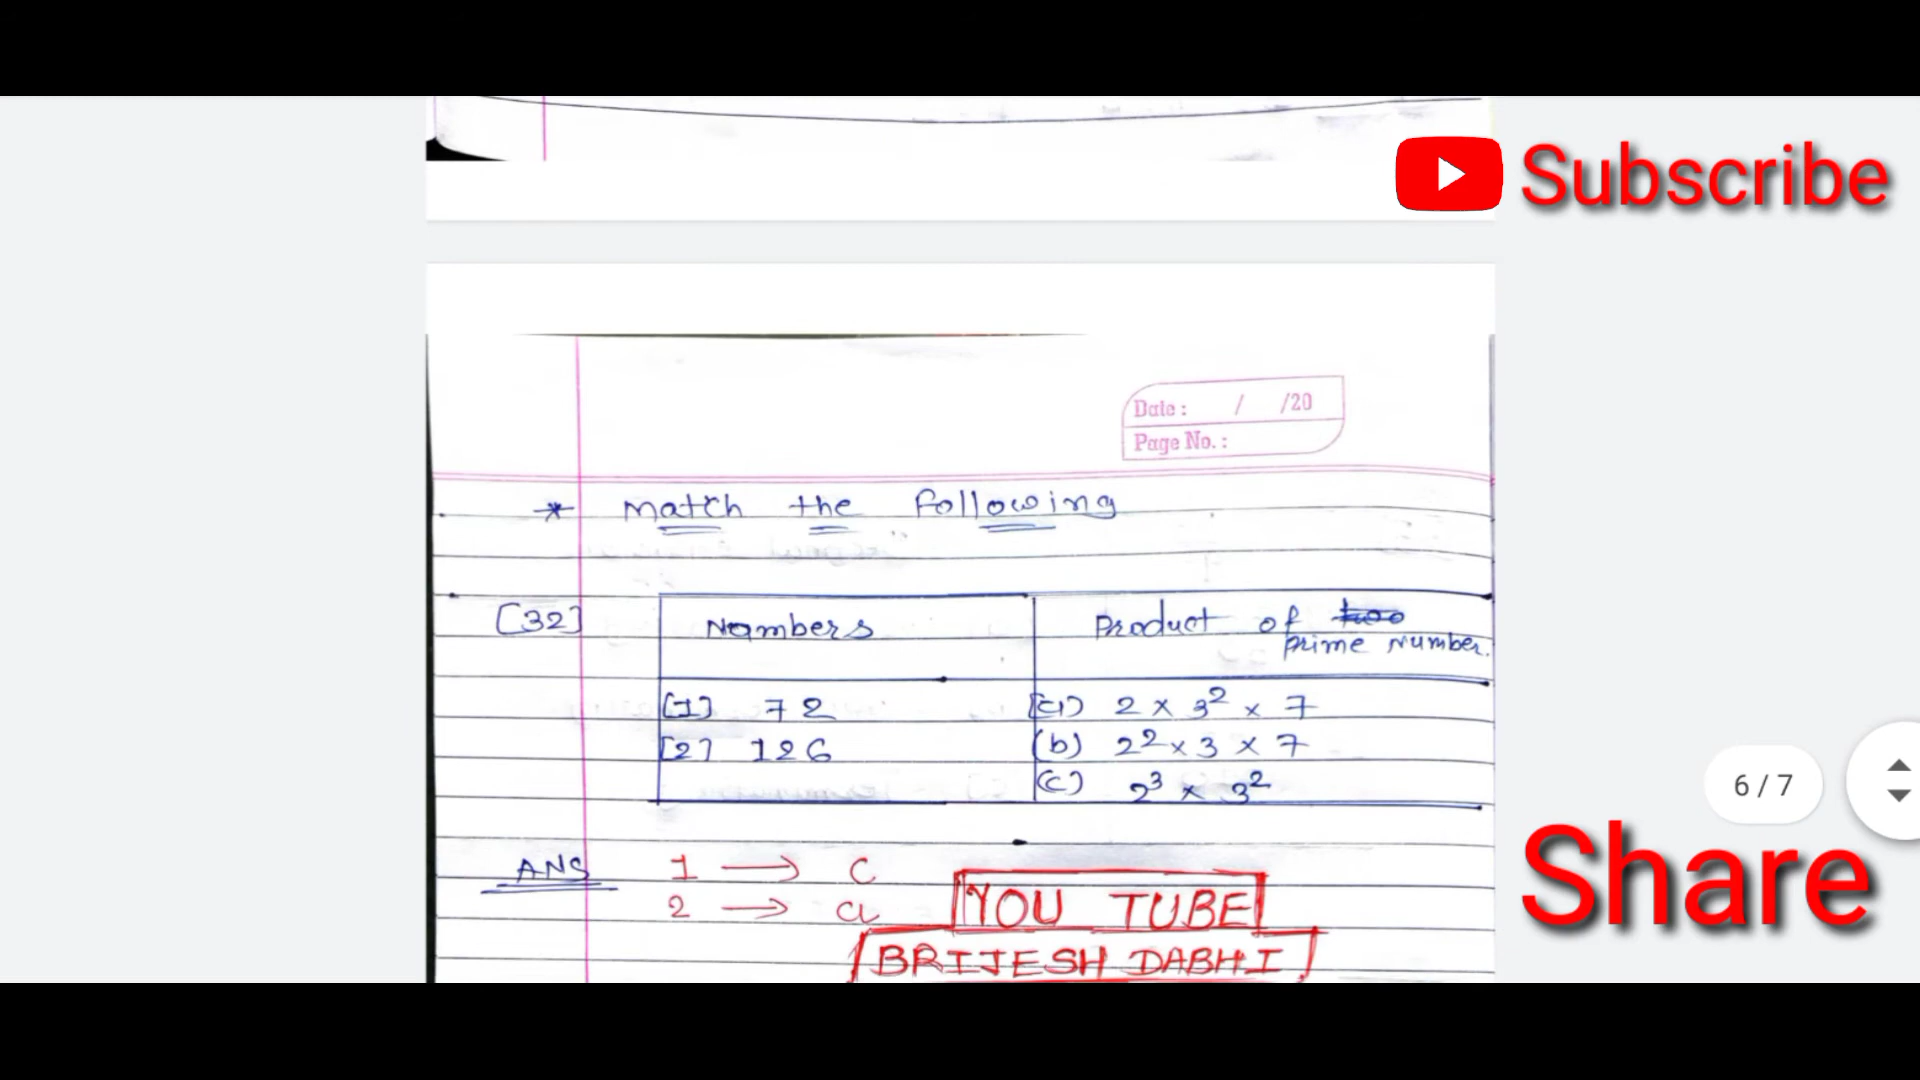 Subscribe
Date : / /20
Page No. :
* Match the following
[32] Numbers Product of prime Number.
[1] 72 (a) 2 × 3² × 7
[2] 126 (b) 2² × 3 × 7
(c) 2³ × 3²
6 / 7
Share
ANS 1 → C
2 → a
YOU TUBE
BRIJESH DABHI